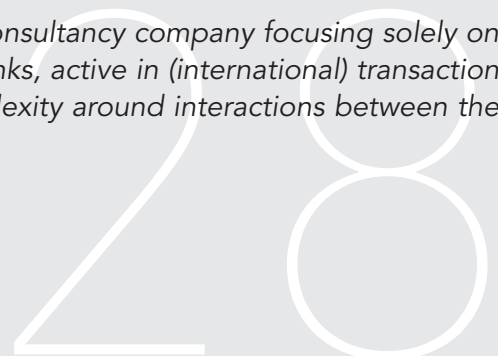 onsultancy company focusing solely on
nks, active in (international) transaction
lexity around interactions between the
28